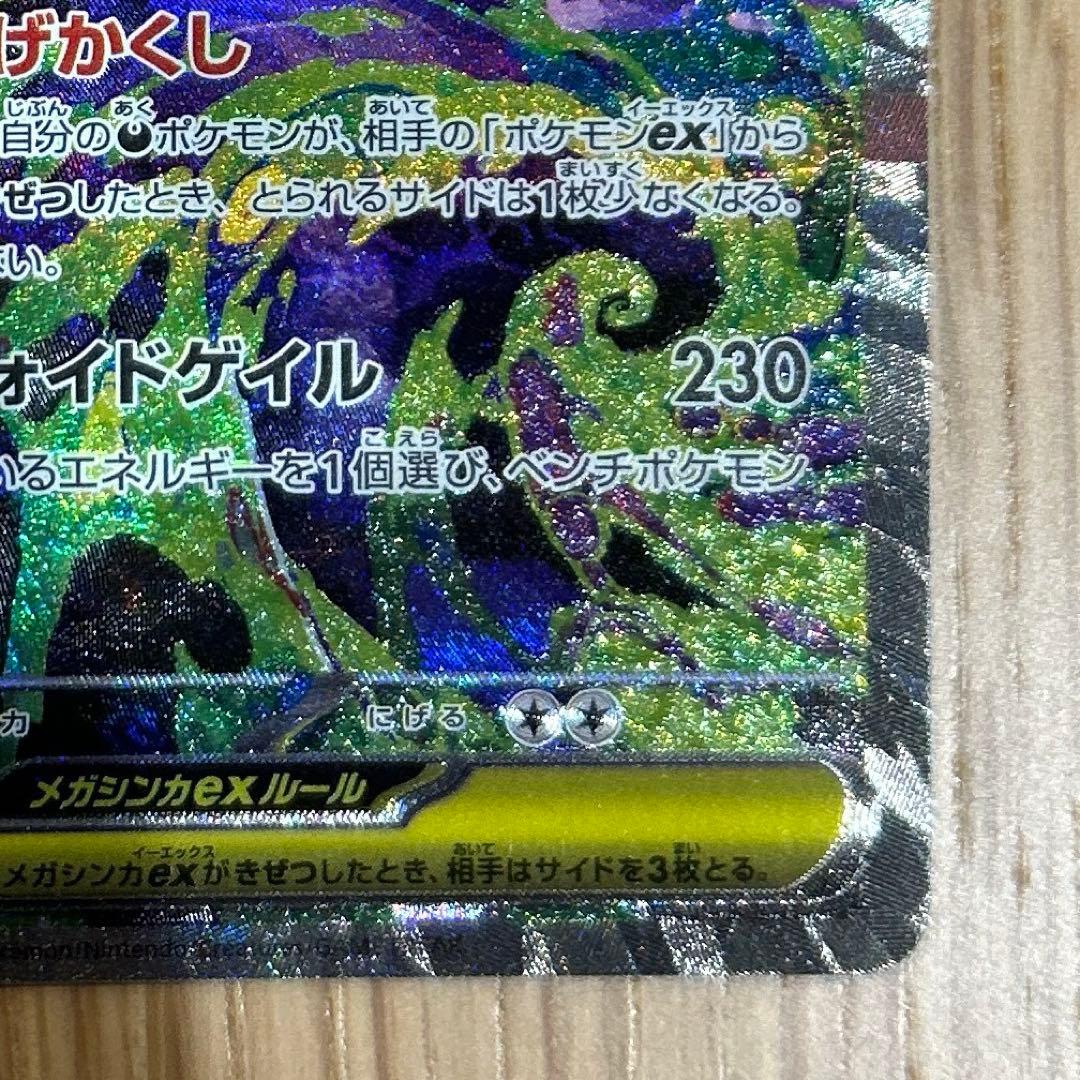 げかくし
自分のポケモンが、相手の「ポケモンex」から
きぜつしたとき、とられるサイドは1枚少なくなる。
ない。
ォイドゲイル 230
いるエネルギーを1個選び、ベンチポケモン
カ にげる
メガシンカexルール
メガシンカexがきぜつしたとき、相手はサイドを3枚とる。